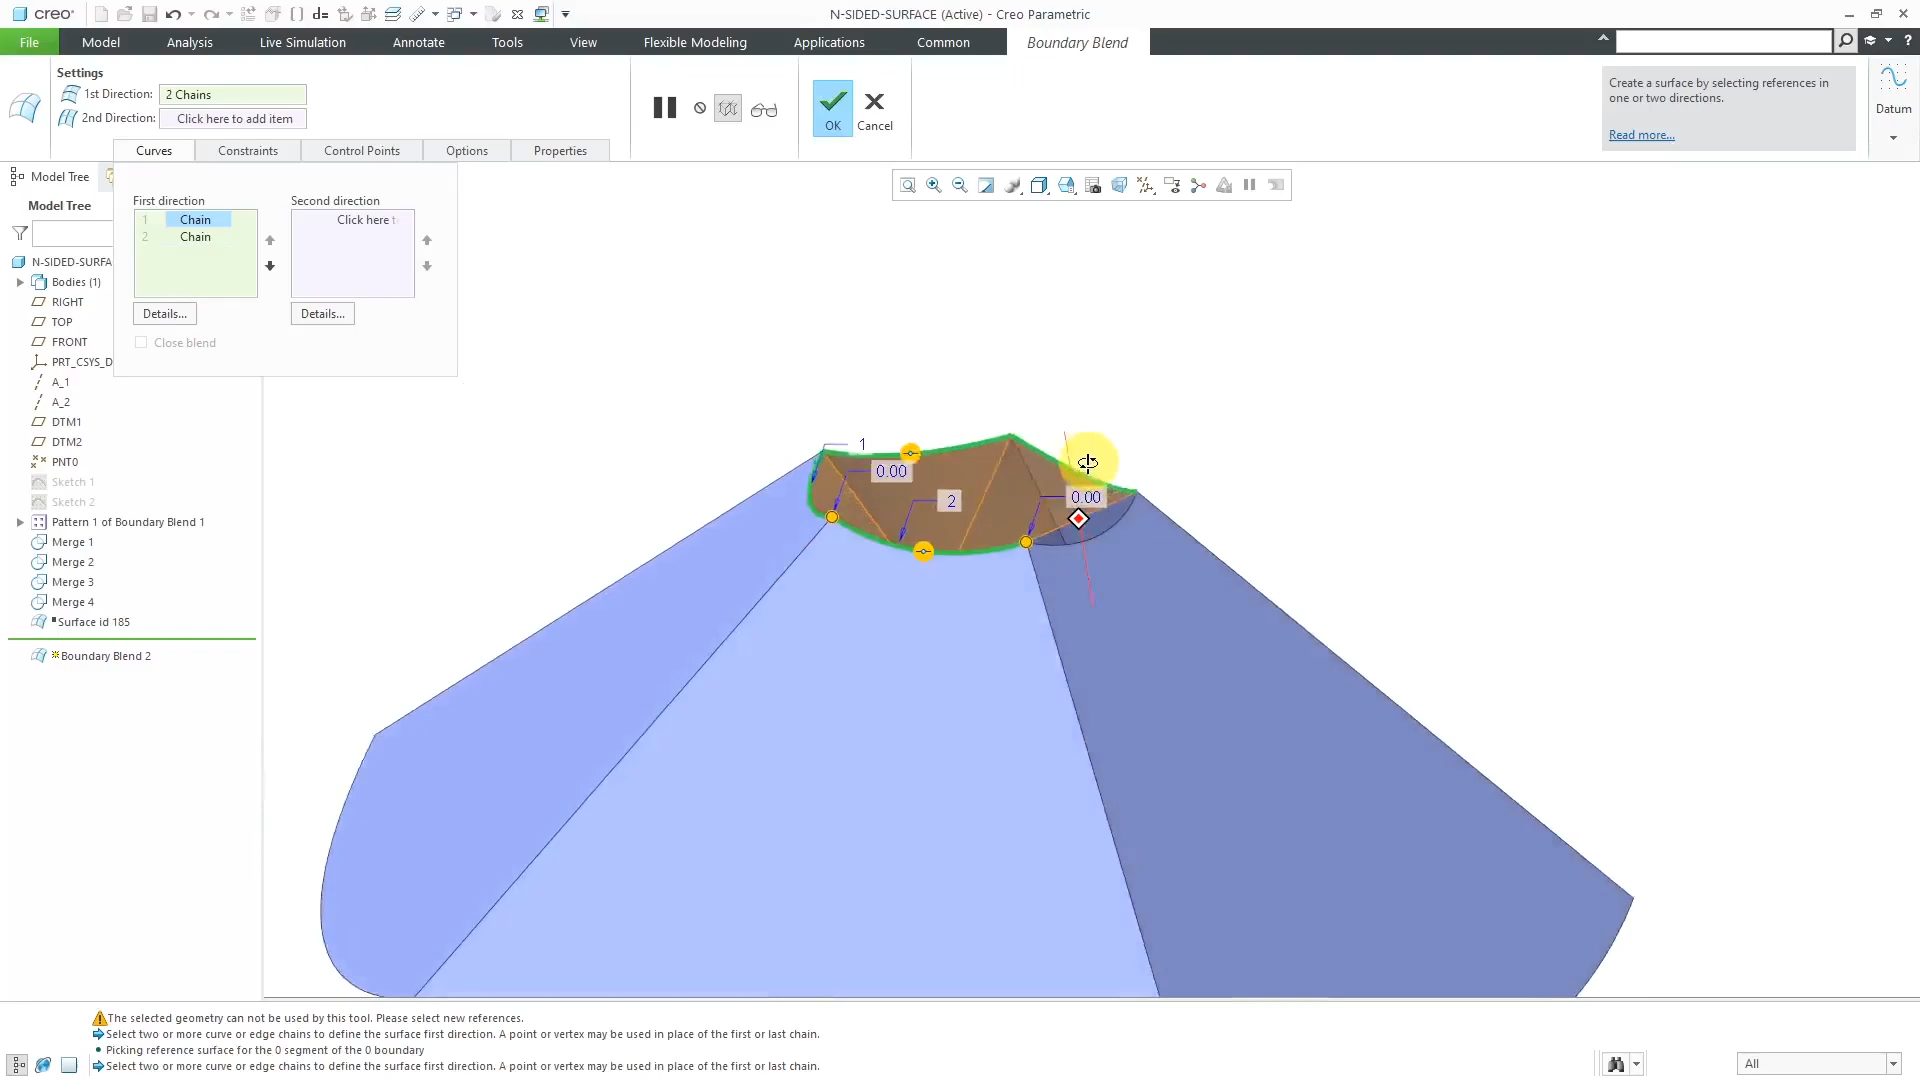 creo
N-SIDED-SURFACE (Active) - Creo Parametric
File
Model
Analysis
Live Simulation
Annotate
Tools
View
Flexible Modeling
Applications
Common
Boundary Blend
Settings
1st Direction: 2 Chains
2nd Direction: Click here to add item
OK
Cancel
Create a surface by selecting references in
one or two directions.
Read more...
Datum
Curves
Constraints
Control Points
Options
Properties
Model Tree
Model Tree
First direction
1 Chain
2 Chain
Details...
Close blend
Second direction
Click here t
Details...
N-SIDED-SURFA
Bodies (1)
RIGHT
TOP
FRONT
PRT_CSYS_D
A_1
A_2
DTM1
DTM2
PNT0
Sketch 1
Sketch 2
Pattern 1 of Boundary Blend 1
Merge 1
Merge 2
Merge 3
Merge 4
Surface id 185
Boundary Blend 2
1
0.00
2
0.00
The selected geometry can not be used by this tool. Please select new references.
Select two or more curve or edge chains to define the surface first direction. A point or vertex may be used in place of the first or last chain.
Picking reference surface for the 0 segment of the 0 boundary
Select two or more curve or edge chains to define the surface first direction. A point or vertex may be used in place of the first or last chain.
All